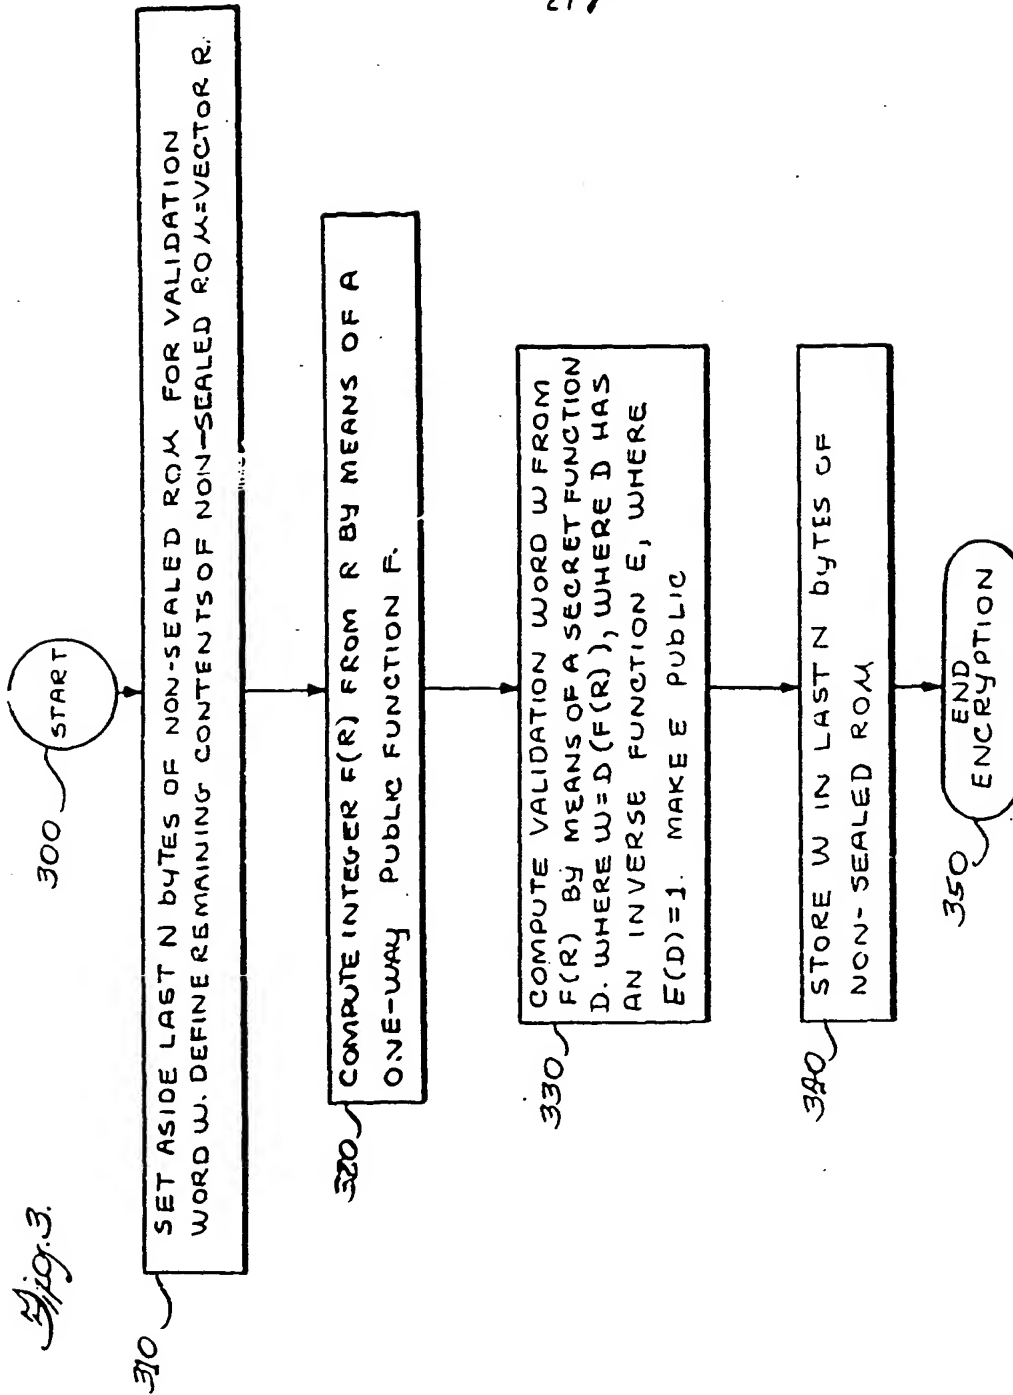 Fig. 3.
300
START
310
SET ASIDE LAST N bYTES OF NON-SEALED ROM FOR VALIDATION
WORD W. DEFINE REMAINING CONTENTS OF NON-SEALED ROM=VECTOR R.
320
COMPUTE INTEGER F(R) FROM R BY MEANS OF A
ONE-WAY PUBLIC FUNCTION F.
330
COMPUTE VALIDATION WORD W FROM
F(R) BY MEANS OF A SECRET FUNCTION
D. WHERE W=D(F(R)), WHERE D HAS
AN INVERSE FUNCTION E, WHERE
E(D)=1. MAKE E PUBLIC
340
STORE W IN LAST N bYTES OF
NON-SEALED ROM
350
END
ENCRYPTION